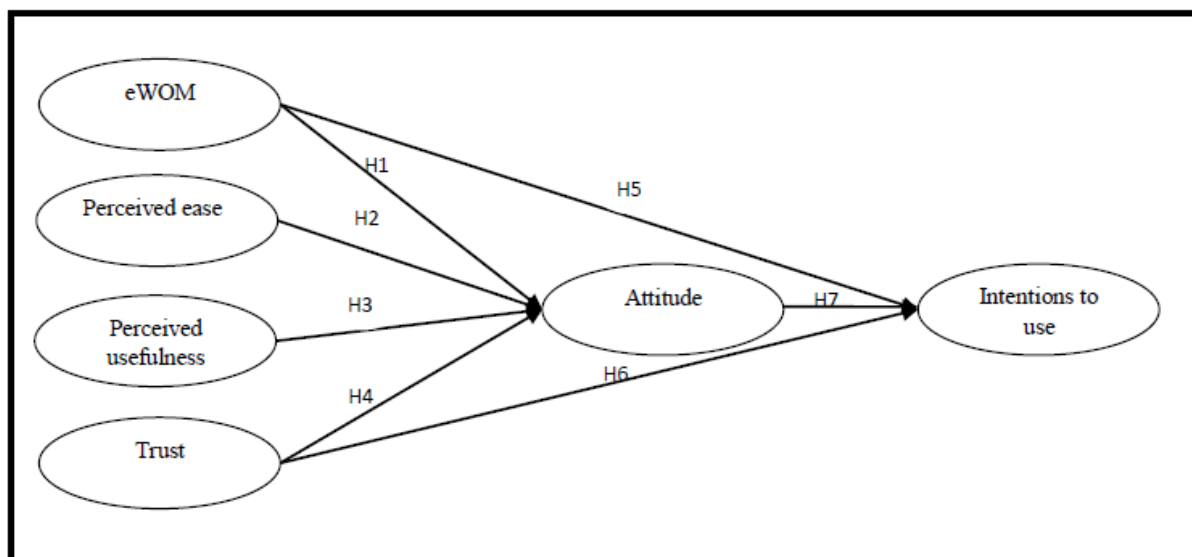 eWOM
H1
H5
Perceived ease
H2
Attitude
H7
Intentions to
use
H3
Perceived
usefulness
H6
H4
Trust